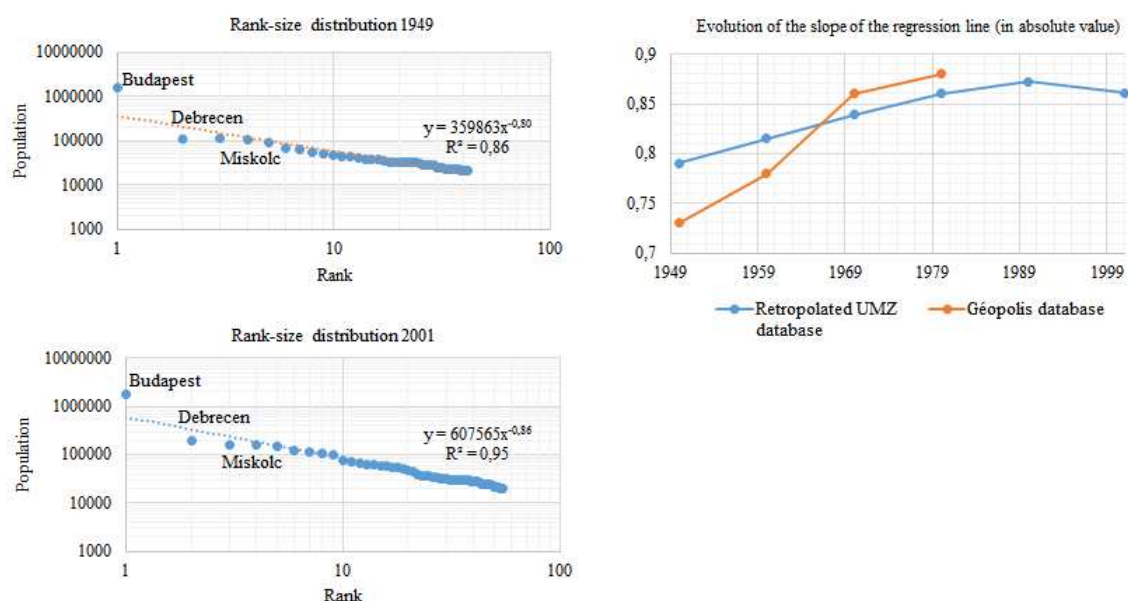 Rank-size distribution 1949
10000000
1000000
100000
10000
1000
Population
Budapest
Debrecen
Miskolc
y = 359863x⁻⁰,⁸⁰
R² = 0,86
1
10
100
Rank
Evolution of the slope of the regression line (in absolute value)
0,9
0,85
0,8
0,75
0,7
1949
1959
1969
1979
1989
1999
Retropolated UMZ
database
Géopolis database
Rank-size distribution 2001
10000000
1000000
100000
10000
1000
Population
Budapest
Debrecen
Miskolc
y = 607565x⁻⁰,⁸⁶
R² = 0,95
1
10
100
Rank